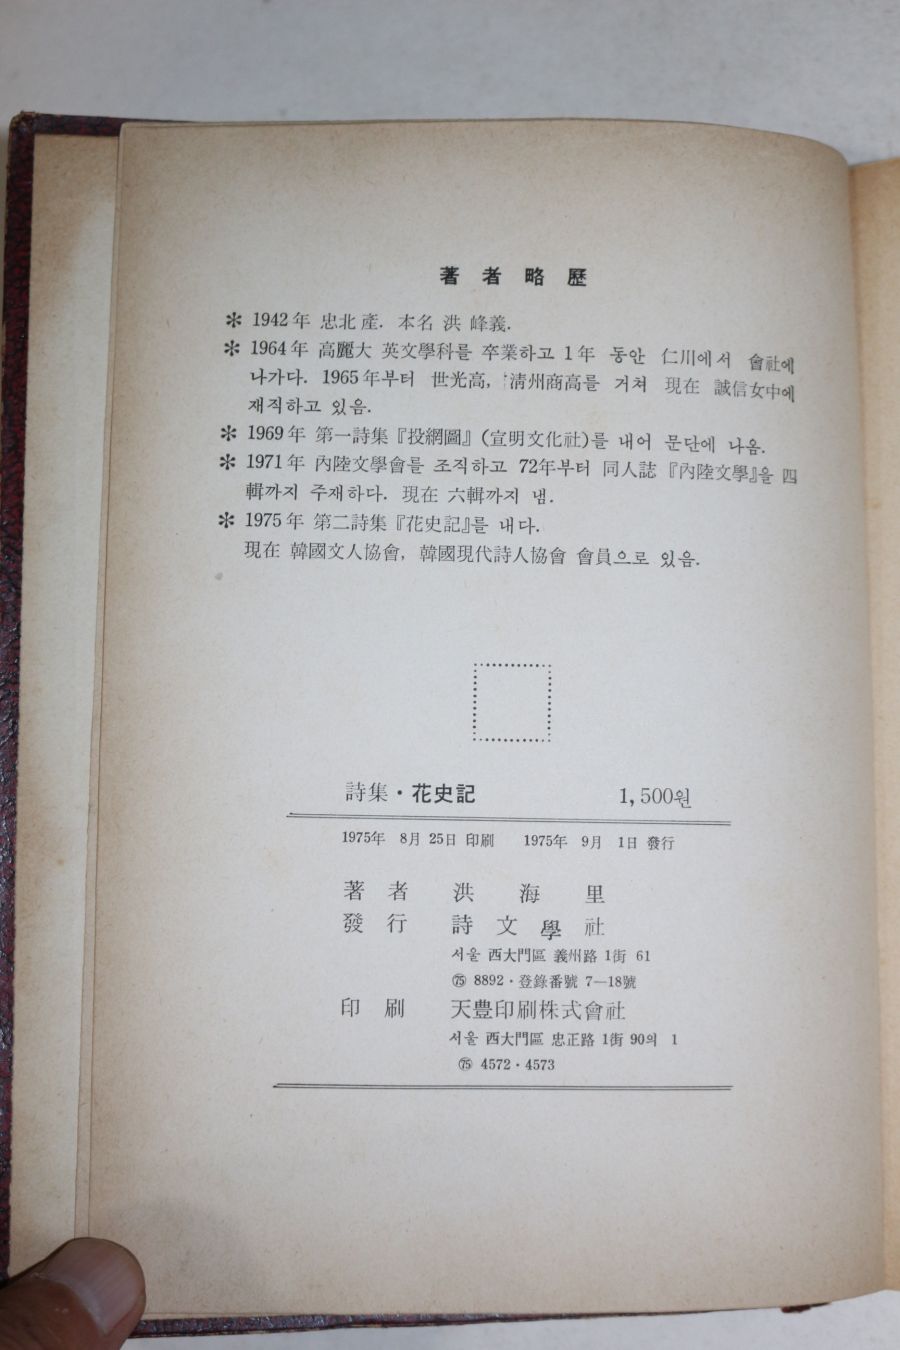 著者略歷
✻ 1942年 忠北產. 本名 洪 峰義.
✻ 1964年 高麗大 英文學科를 卒業하고 1年 동안 仁川에서 會社에
나가다. 1965年부터 世光高, 淸州商高를 거쳐 現在 誠信女中에
재직하고 있음.
✻ 1969年 第一詩集『投網圖』(宣明文化社)를 내어 문단에 나옴.
✻ 1971年 內陸文學會를 조직하고 72年부터 同人誌 『內陸文學』을 四
輯까지 주재하다. 現在 六輯까지 냄.
✻ 1975年 第二詩集『花史記』를 내다.
現在 韓國文人協會, 韓國現代詩人協會 會員으로 있음.
詩集・花史記 1,500원
1975年 8月 25日 印刷 1975年 9月 1日 發行
著者 洪海里
發行 詩文學社
서울 西大門區 義州路 1街 61
㊆ 8892・登錄番號 7—18號
印刷 天豊印刷株式會社
서울 西大門區 忠正路 1街 90의 1
㊆ 4572・4573